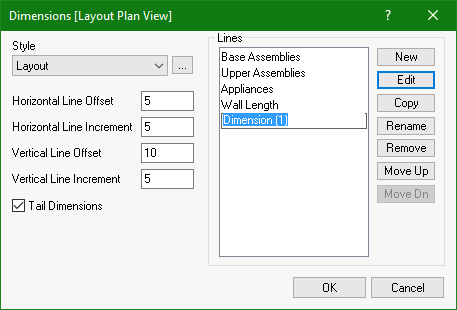 Dimensions [Layout Plan View]
?
Style
Layout
...
Horizontal Line Offset 5
Horizontal Line Increment 5
Vertical Line Offset 10
Vertical Line Increment 5
Tail Dimensions
Lines
Base Assemblies
Upper Assemblies
Appliances
Wall Length
Dimension (1)
New
Edit
Copy
Rename
Remove
Move Up
Move Dn
OK
Cancel